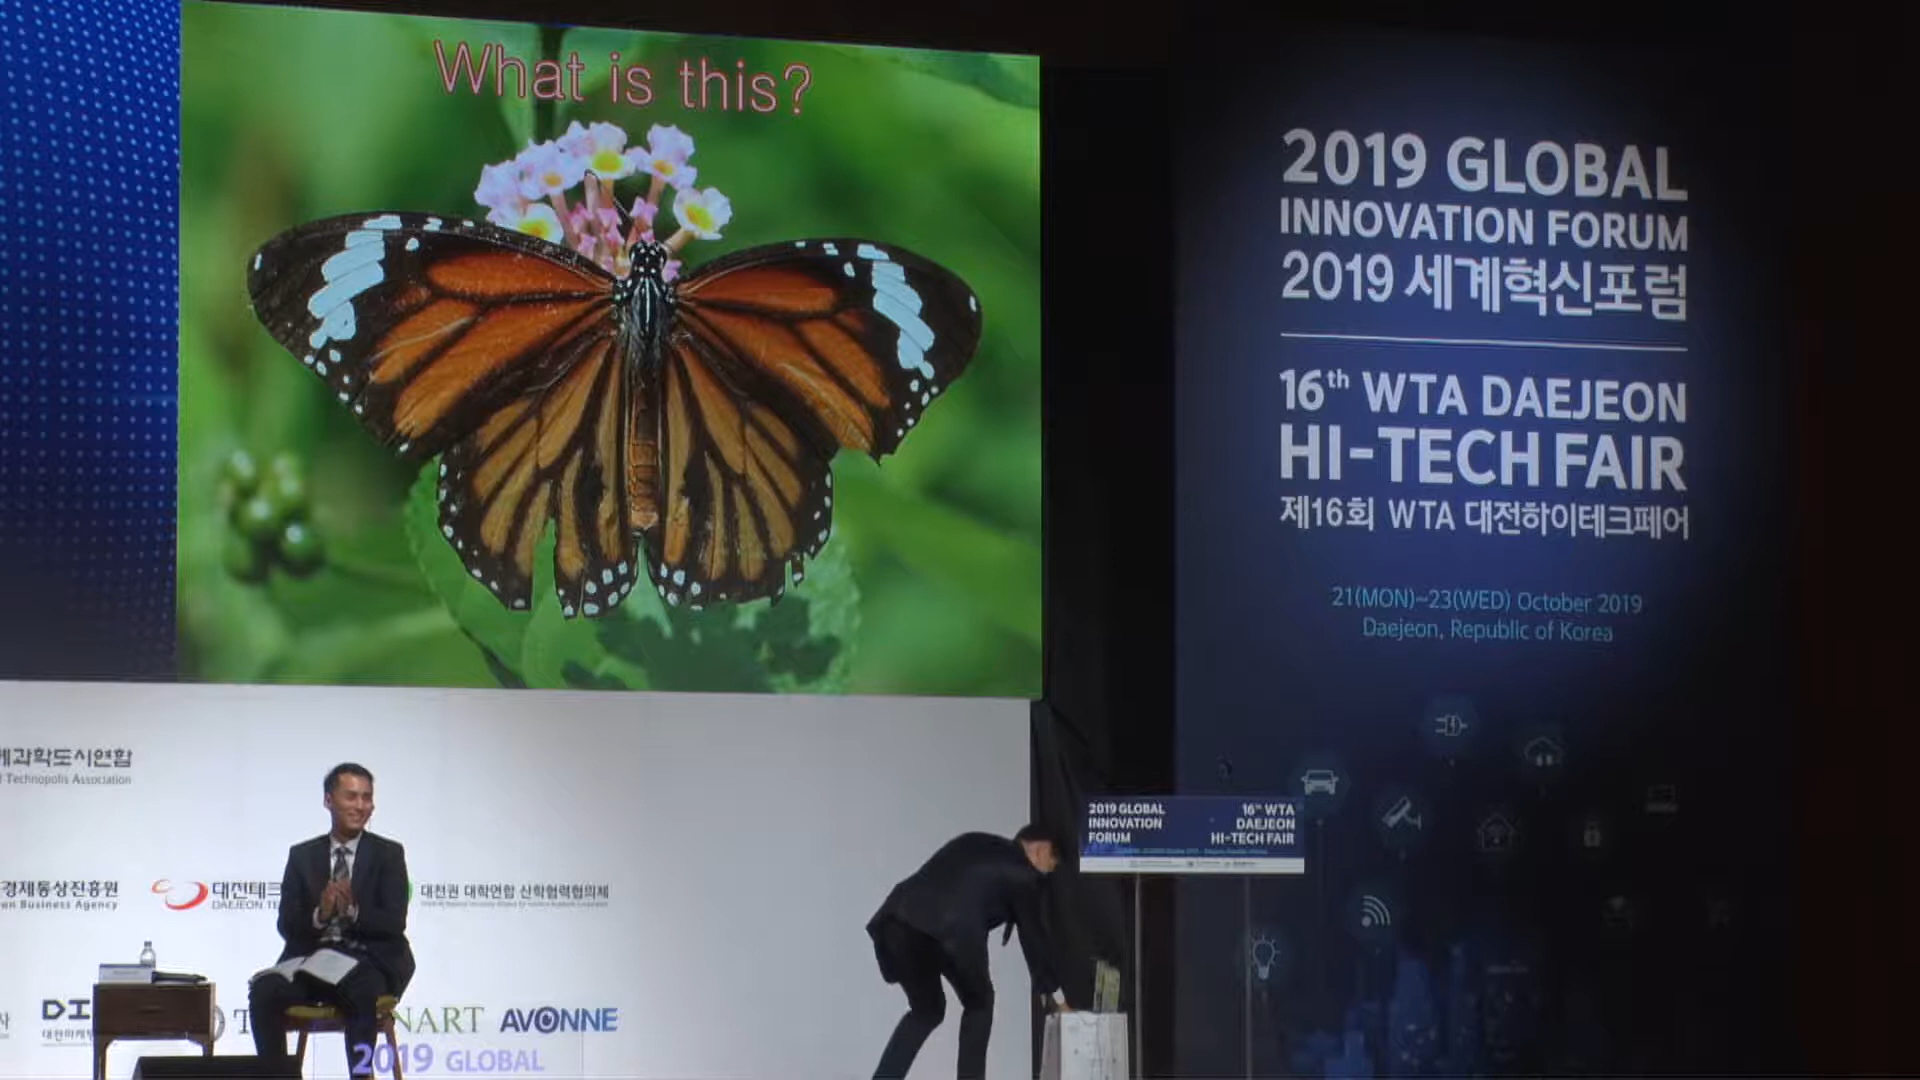 What is this?
2019 GLOBAL
INNOVATION FORUM
2019 세계혁신포럼
16th WTA DAEJEON
HI-TECH FAIR
제16회 WTA 대전하이테크페어
21(MON)~23(WED) October 2019
Daejeon, Republic of Korea
과학도시연합
Technopolis Association
2019 GLOBAL
INNOVATION
FORUM
16th WTA
DAEJEON
HI-TECH FAIR
경제통상진흥원
Business Agency
대전테크
DAEJEON TE
대전권 대학연합 산학협력협의체
NART
AVONNE
2019 GLOBAL